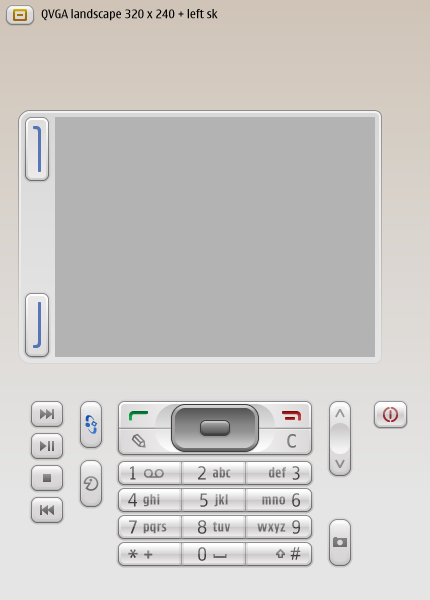 QVGA landscape 320 x 240 + left sk
C
1 2 abc def 3
4 ghi 5 jkl mno 6
7 pqrs 8 tuv wxyz 9
* + 0 #